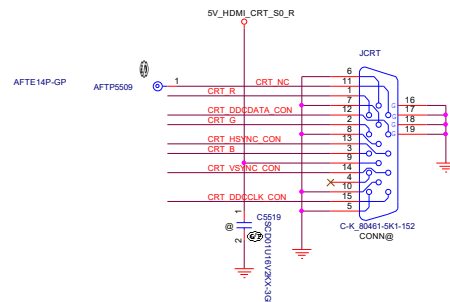 5V_HDMI_CRT_S0_R
JCRT
AFTE14P-GP
AFTP5509
1
CRT_NC
CRT_R
CRT_DDCDATA_CON
CRT_G
CRT_HSYNC_CON
CRT_B
CRT_VSYNC_CON
CRT_DDCCLK_CON
6
11
1
7
12
2
8
13
3
9
14
4
10
15
5
G 16
G 17
G 18
G 19
1
C5519
@
2
SCD01U16V2KX-3G
C-K_80461-5K1-152
CONN@